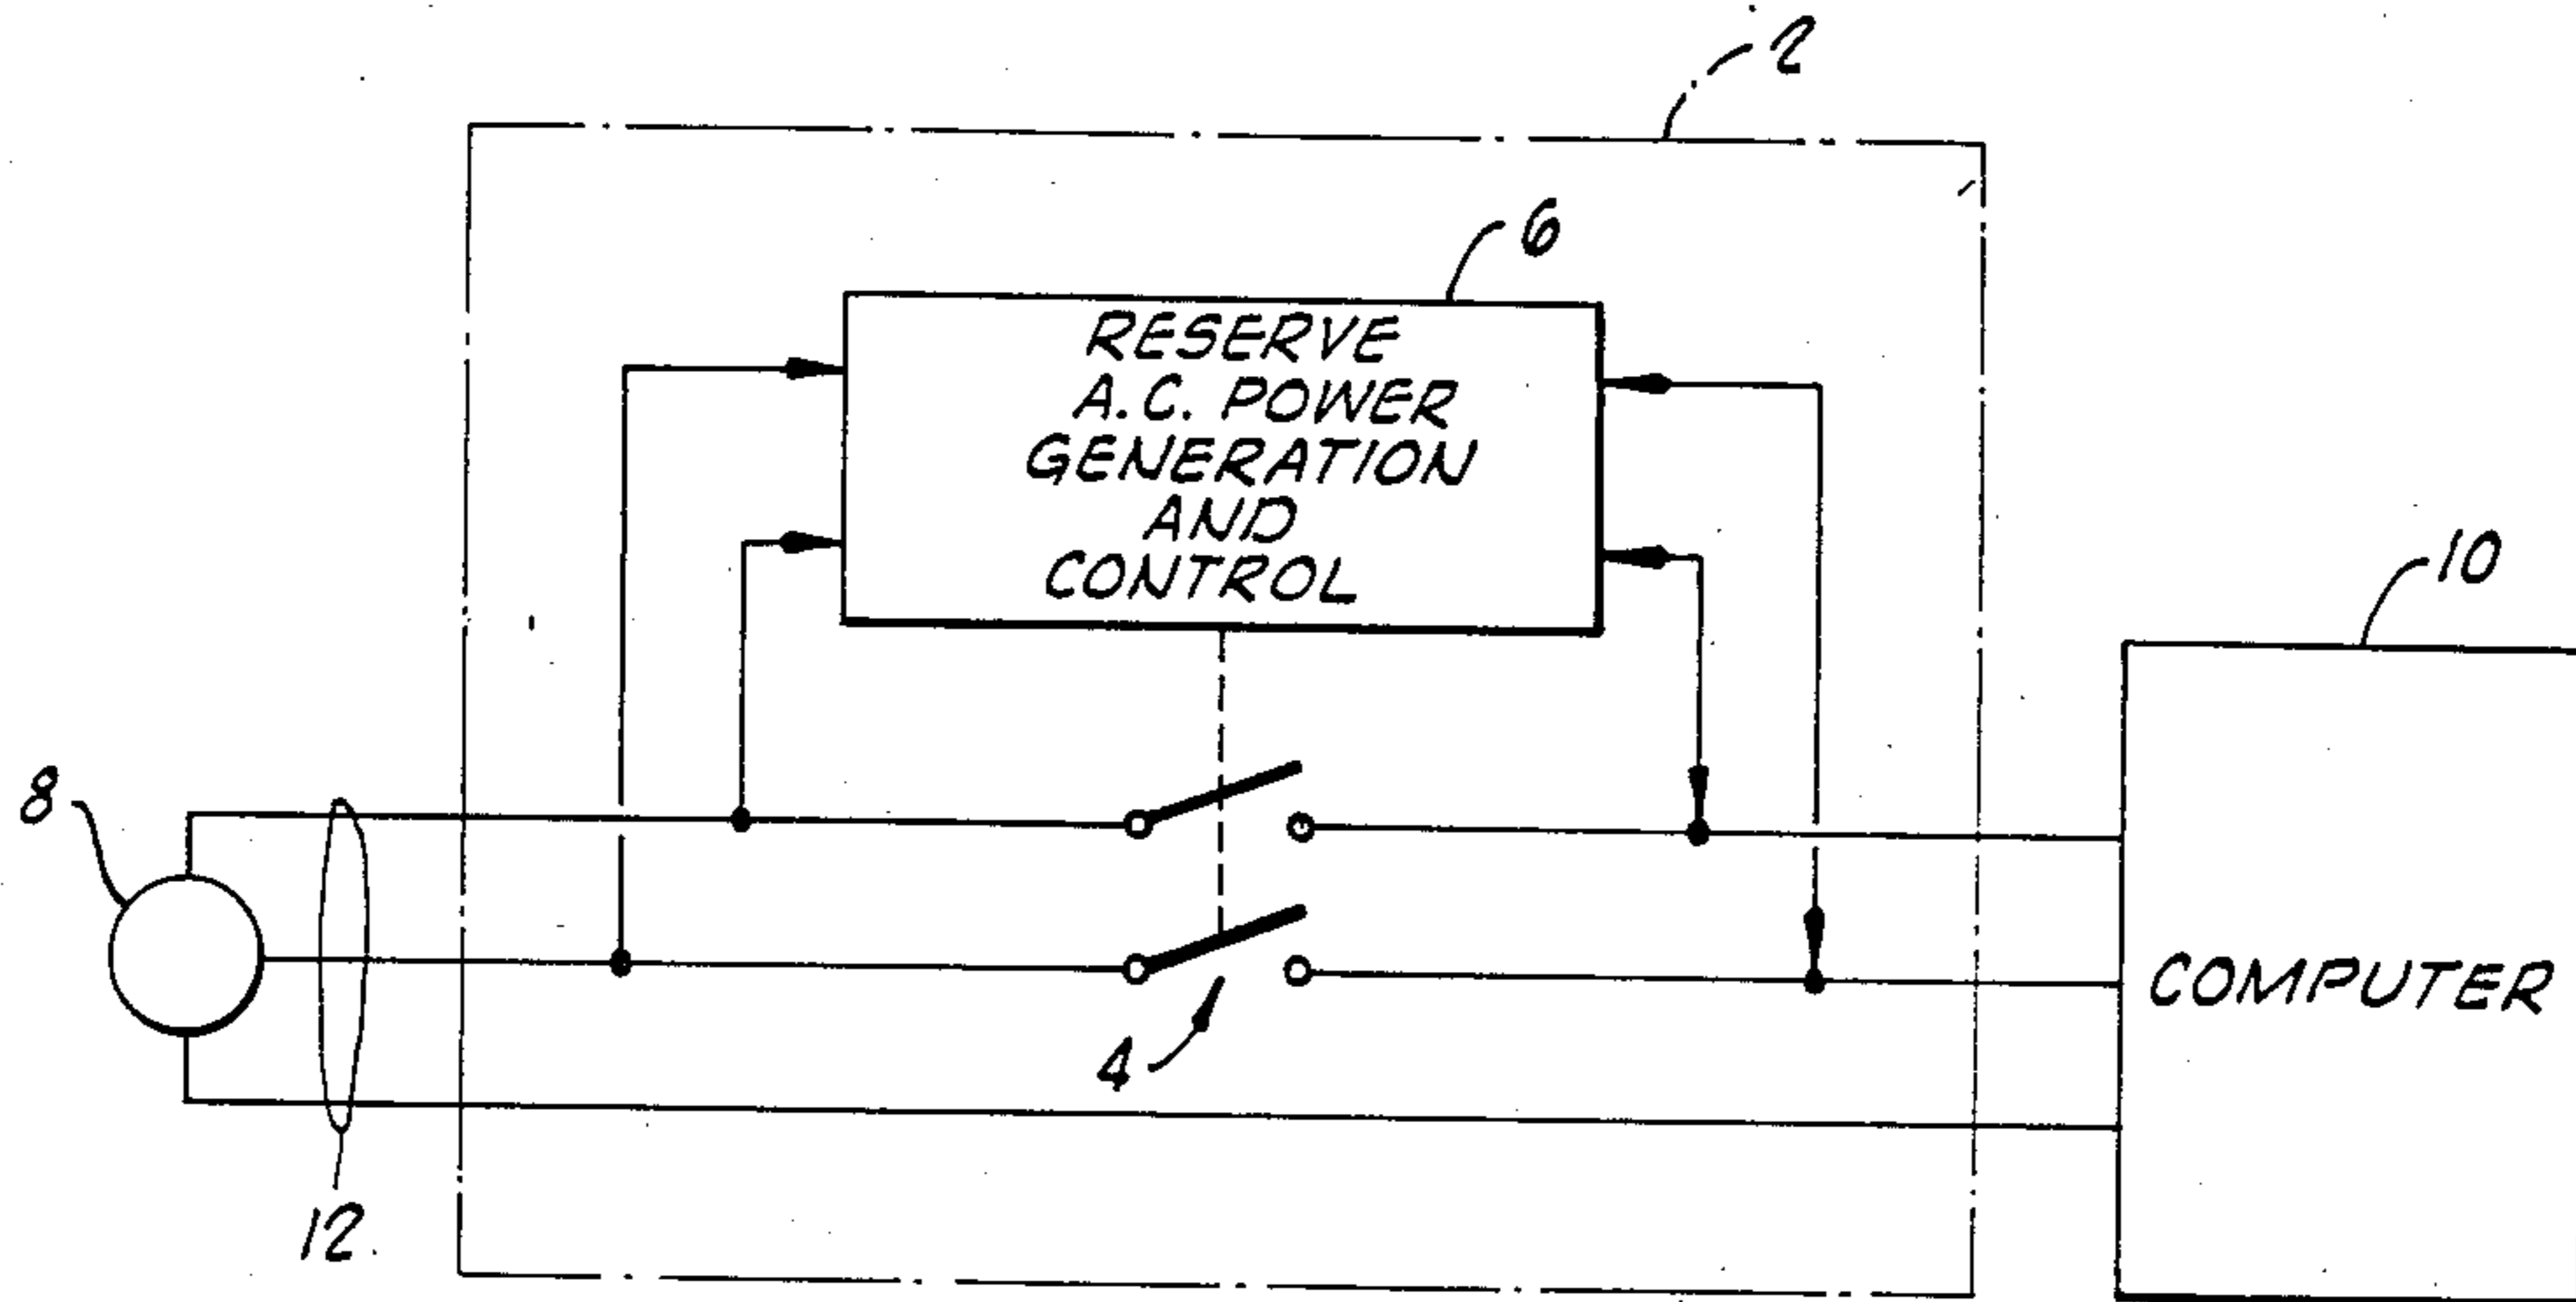 2
6
RESERVE
A.C. POWER
GENERATION
AND
CONTROL
10
8
COMPUTER
4
12